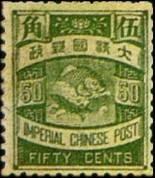 角 伍
政郵國清大
50 50
IMPERIAL CHINESE POST
FIFTY CENTS